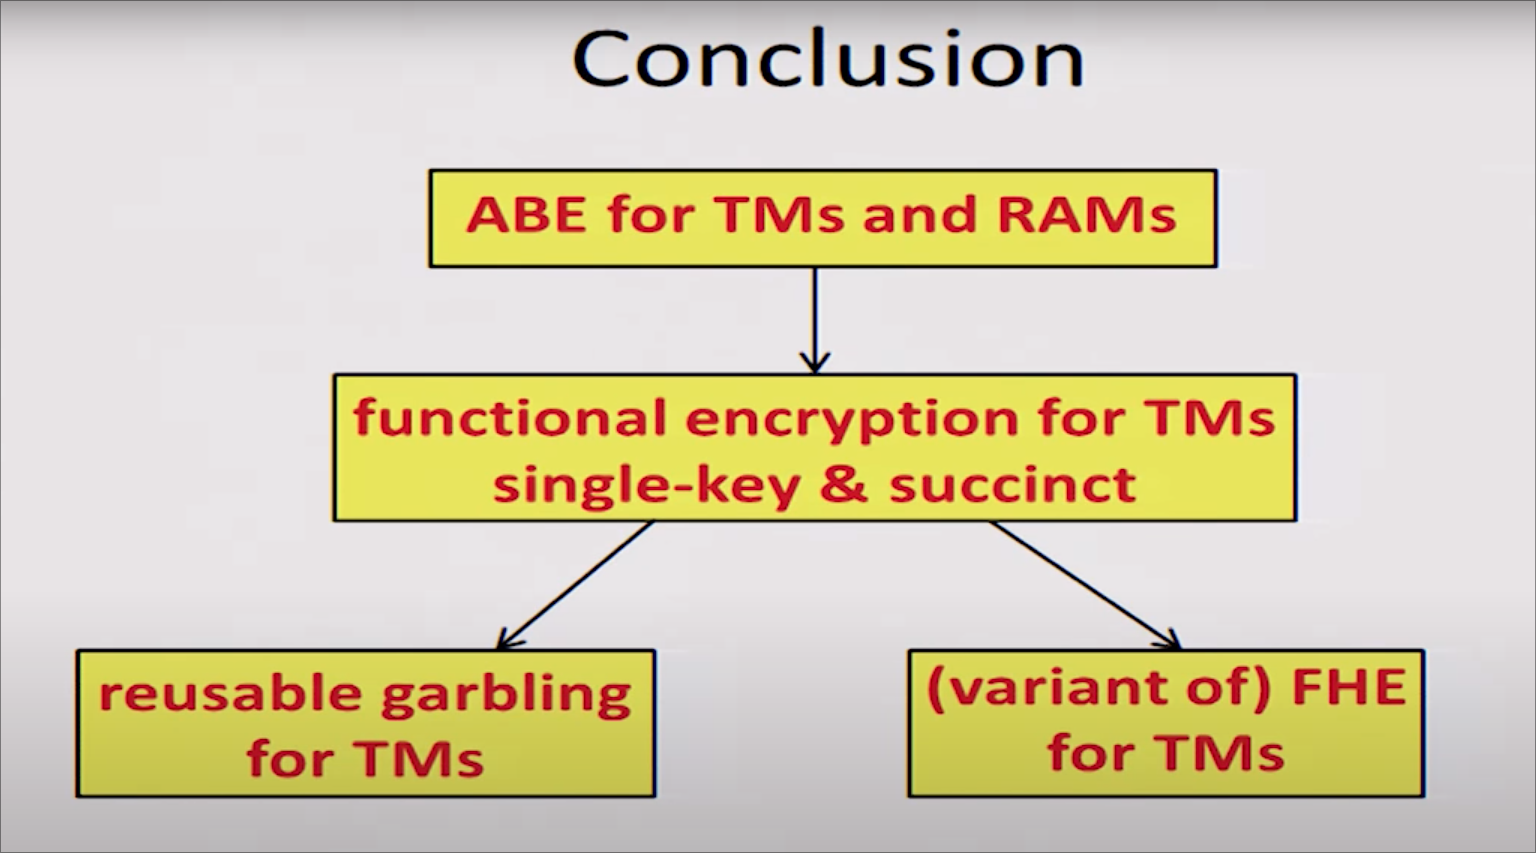 Conclusion
ABE for TMs and RAMs
functional encryption for TMs
single-key & succinct
reusable garbling
for TMs
(variant of) FHE
for TMs